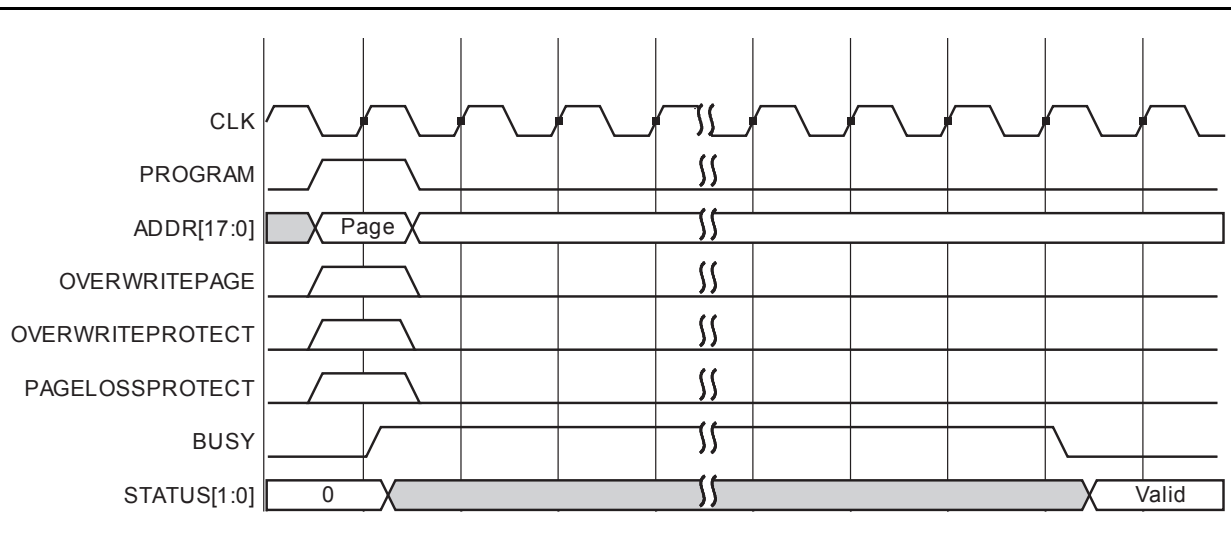 CLK
PROGRAM
ADDR[17:0] Page
OVERWRITEPAGE
OVERWRITEPROTECT
PAGELOSSPROTECT
BUSY
STATUS[1:0] 0 Valid